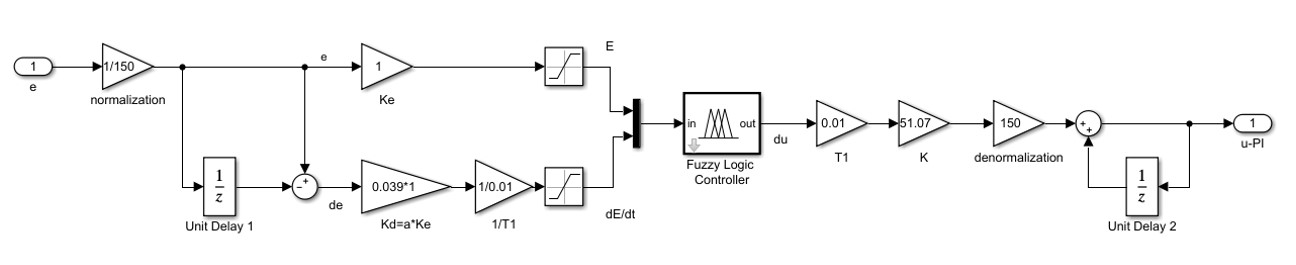 1
e
1/150
normalization
e
1
Ke
E
1
z
Unit Delay 1
+
−
de
0.039*1
Kd=a*Ke
1/0.01
1/T1
dE/dt
in
out
Fuzzy Logic
Controller
du
0.01
T1
51.07
K
150
denormalization
+
+
1
z
Unit Delay 2
1
u-PI